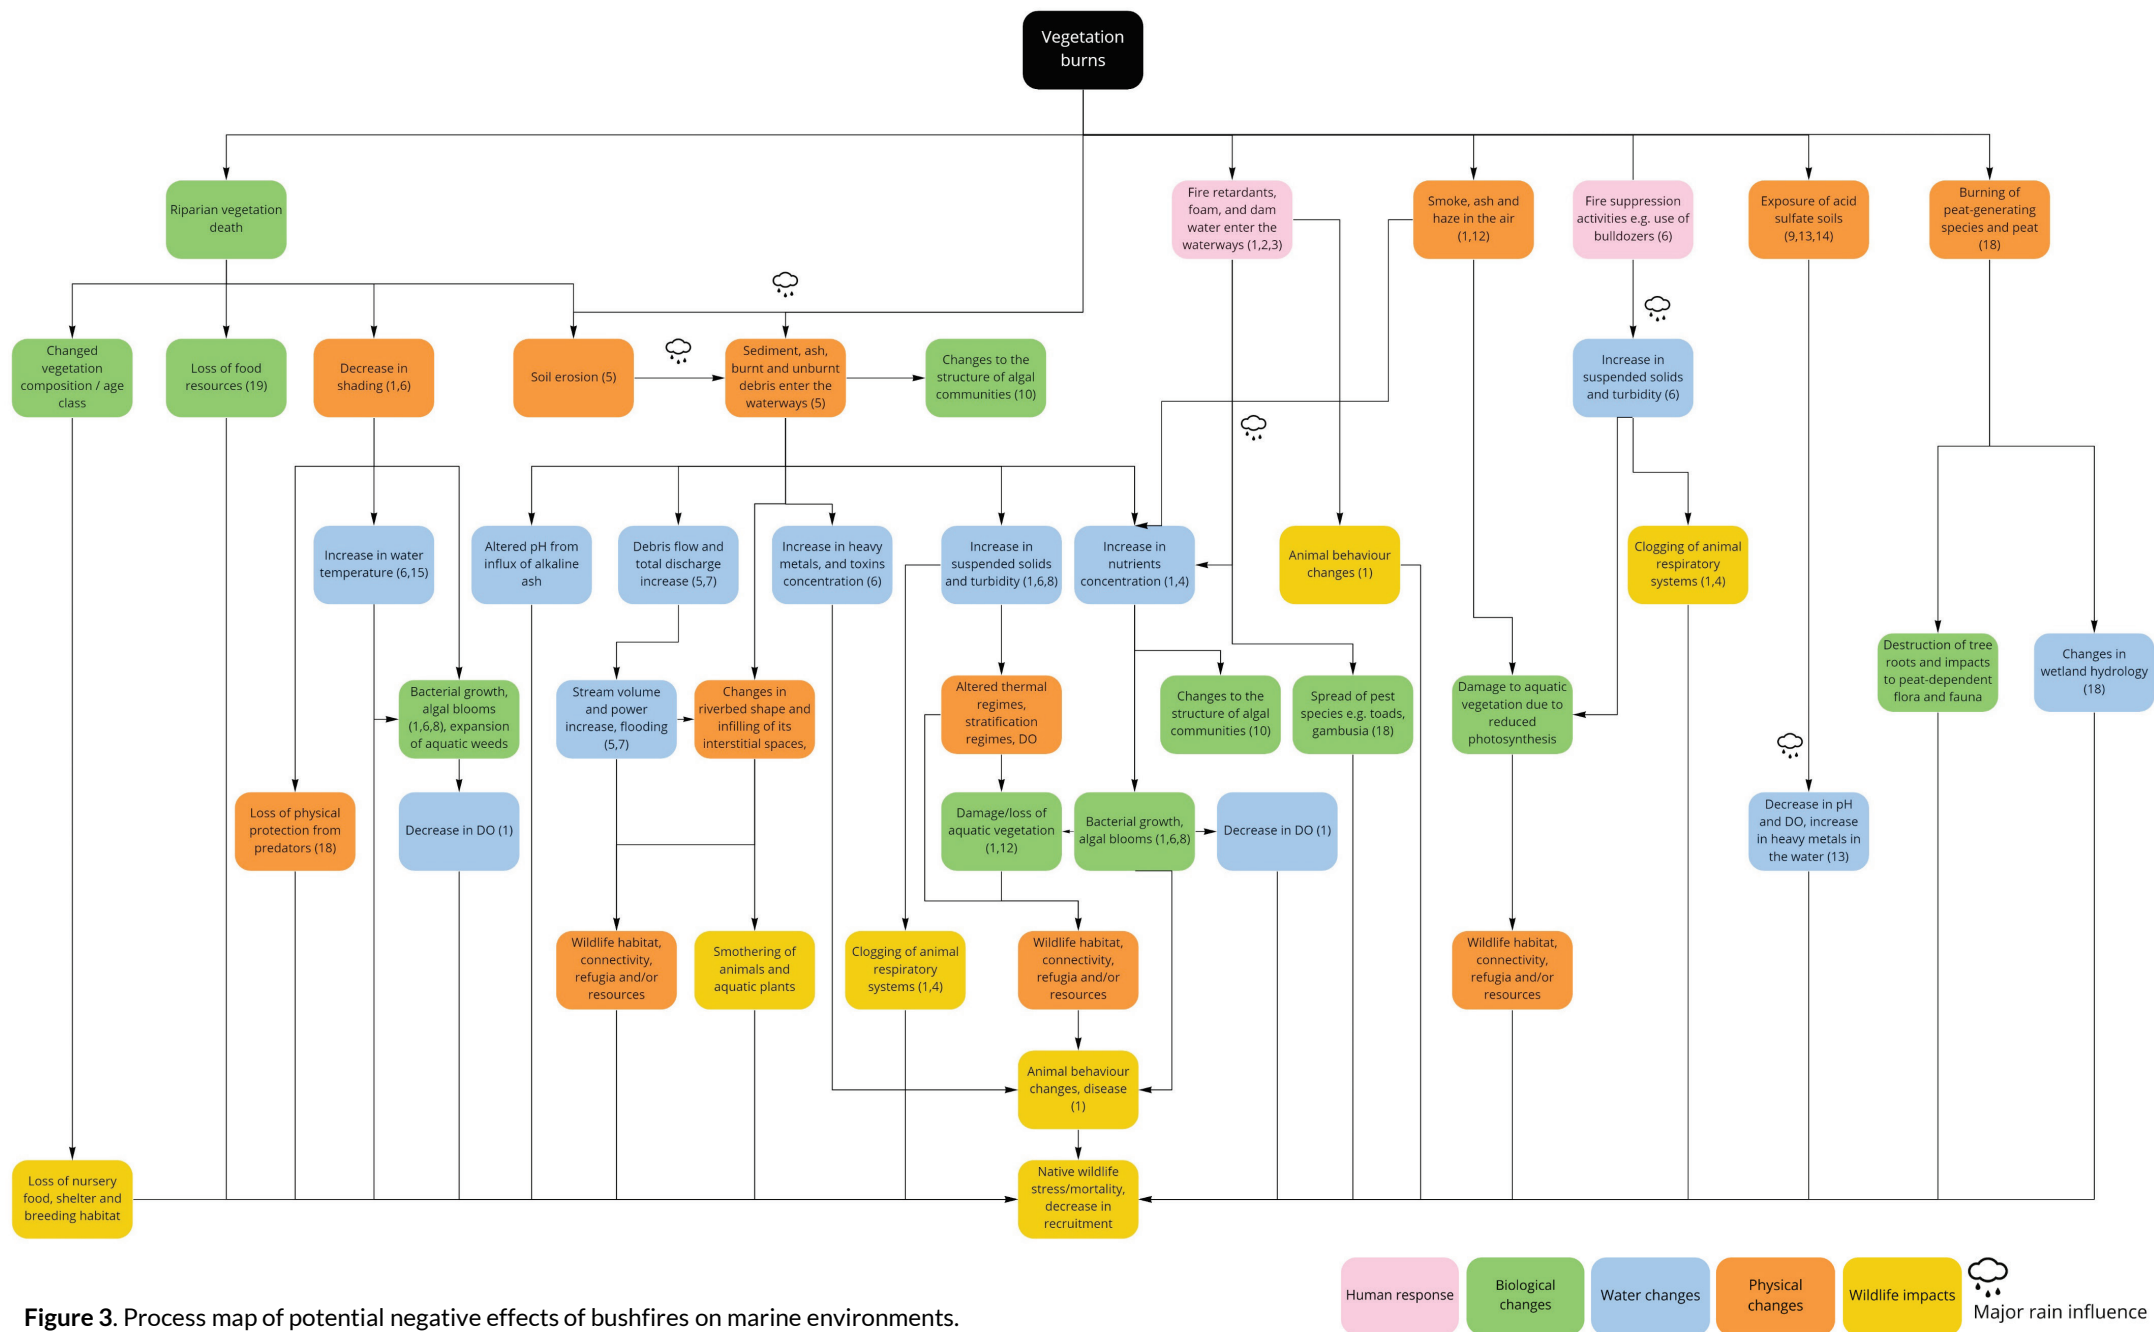 Vegetation
burns
Riparian vegetation
death
Fire retardants,
foam, and dam
water enter the
waterways (1,2,3)
Smoke, ash and
haze in the air
(1,12)
Fire suppression
activities e.g. use of
bulldozers (6)
Exposure of acid
sulfate soils
(9,13,14)
Burning of
peat-generating
species and peat
(18)
Changed
vegetation
composition / age
class
Loss of food
resources (19)
Decrease in
shading (1,6)
Soil erosion (5)
Sediment, ash,
burnt and unburnt
debris enter the
waterways (5)
Changes to the
structure of algal
communities (10)
Increase in
suspended solids
and turbidity (6)
Increase in water
temperature (6,15)
Altered pH from
influx of alkaline
ash
Debris flow and
total discharge
increase (5,7)
Increase in heavy
metals, and toxins
concentration (6)
Increase in
suspended solids
and turbidity (1,6,8)
Increase in
nutrients
concentration (1,4)
Animal behaviour
changes (1)
Clogging of animal
respiratory
systems (1,4)
Bacterial growth,
algal blooms
(1,6,8), expansion
of aquatic weeds
Stream volume
and power
increase, flooding
(5,7)
Changes in
riverbed shape and
infilling of its
interstitial spaces,
Altered thermal
regimes,
stratification
regimes, DO
Changes to the
structure of algal
communities (10)
Spread of pest
species e.g. toads,
gambusia (18)
Damage to aquatic
vegetation due to
reduced
photosynthesis
Destruction of tree
roots and impacts
to peat-dependent
flora and fauna
Changes in
wetland hydrology
(18)
Loss of physical
protection from
predators (18)
Decrease in DO (1)
Damage/loss of
aquatic vegetation
(1,12)
Bacterial growth,
algal blooms (1,6,8)
Decrease in DO (1)
Decrease in pH
and DO, increase
in heavy metals in
the water (13)
Wildlife habitat,
connectivity,
refugia and/or
resources
Smothering of
animals and
aquatic plants
Clogging of animal
respiratory
systems (1,4)
Wildlife habitat,
connectivity,
refugia and/or
resources
Wildlife habitat,
connectivity,
refugia and/or
resources
Animal behaviour
changes, disease
(1)
Loss of nursery
food, shelter and
breeding habitat
Native wildlife
stress/mortality,
decrease in
recruitment
Human response
Biological
changes
Water changes
Physical
changes
Wildlife impacts
Major rain influence
Figure 3. Process map of potential negative effects of bushfires on marine environments.